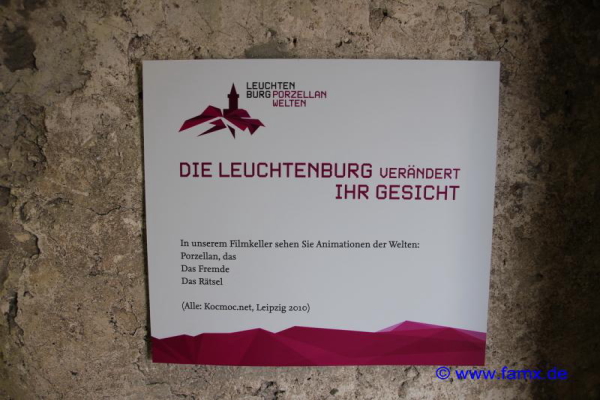 LEUCHTEN
BURG PORZELLAN
WELTEN
DIE LEUCHTENBURG VERÄNDERT
IHR GESICHT
In unserem Filmkeller sehen Sie Animationen der Welten:
Porzellan, das
Das Fremde
Das Rätsel
(Alle: Kocmoc.net, Leipzig 2010)
© www.famx.de